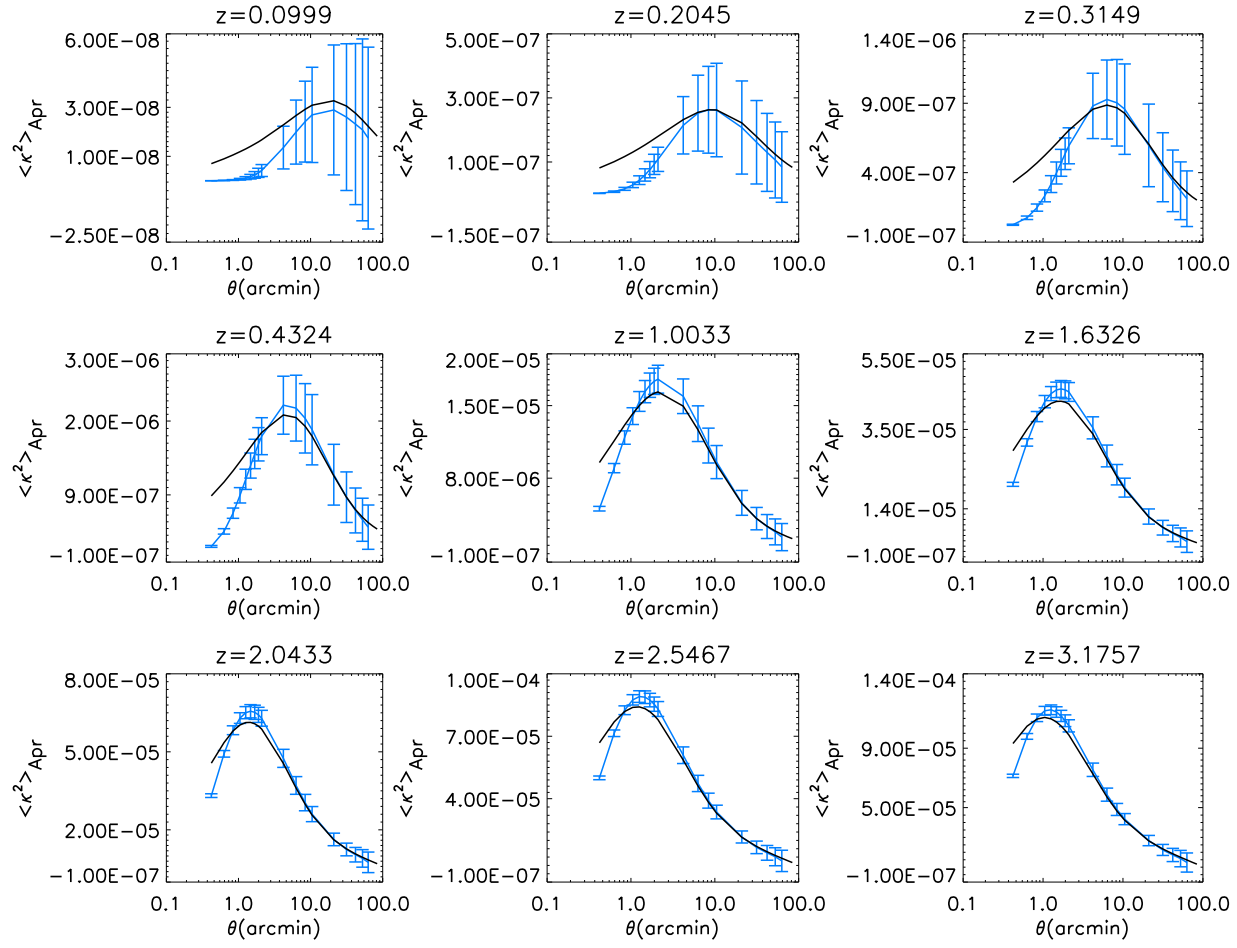 z=0.0999
6.00E−08
3.00E−08
1.00E−08
−2.50E−08
<κ²>Apr
0.1 1.0 10.0 100.0
θ(arcmin)
z=0.2045
5.00E−07
3.00E−07
1.00E−07
−1.50E−07
<κ²>Apr
0.1 1.0 10.0 100.0
θ(arcmin)
z=0.3149
1.40E−06
9.00E−07
4.00E−07
−1.00E−07
<κ²>Apr
0.1 1.0 10.0 100.0
θ(arcmin)
z=0.4324
3.00E−06
2.00E−06
9.00E−07
−1.00E−07
<κ²>Apr
0.1 1.0 10.0 100.0
θ(arcmin)
z=1.0033
2.00E−05
1.50E−05
8.00E−06
−1.00E−07
<κ²>Apr
0.1 1.0 10.0 100.0
θ(arcmin)
z=1.6326
5.50E−05
3.50E−05
1.40E−05
−1.00E−07
<κ²>Apr
0.1 1.0 10.0 100.0
θ(arcmin)
z=2.0433
8.00E−05
5.00E−05
2.00E−05
−1.00E−07
<κ²>Apr
0.1 1.0 10.0 100.0
θ(arcmin)
z=2.5467
1.00E−04
7.00E−05
4.00E−05
−1.00E−07
<κ²>Apr
0.1 1.0 10.0 100.0
θ(arcmin)
z=3.1757
1.40E−04
9.00E−05
5.00E−05
−1.00E−07
<κ²>Apr
0.1 1.0 10.0 100.0
θ(arcmin)